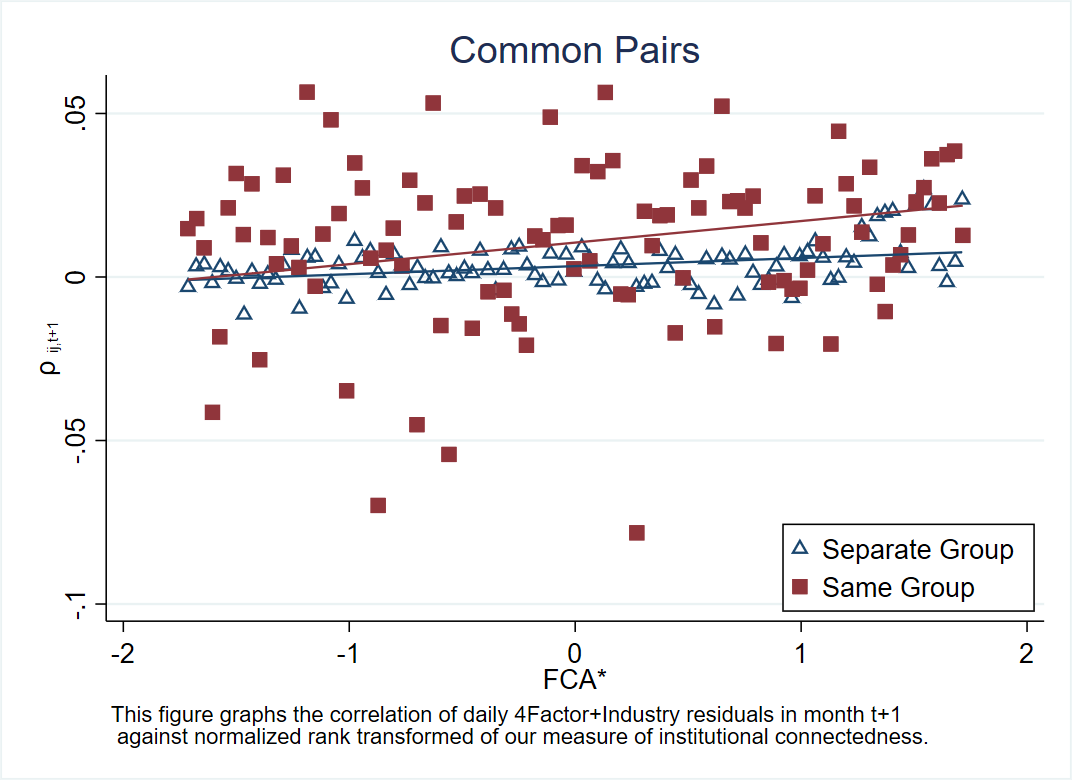 Common Pairs
.05
0
-.05
-.1
ρ ij,t+1
-2 -1 0 1 2
FCA*
Separate Group
Same Group
This figure graphs the correlation of daily 4Factor+Industry residuals in month t+1
against normalized rank transformed of our measure of institutional connectedness.